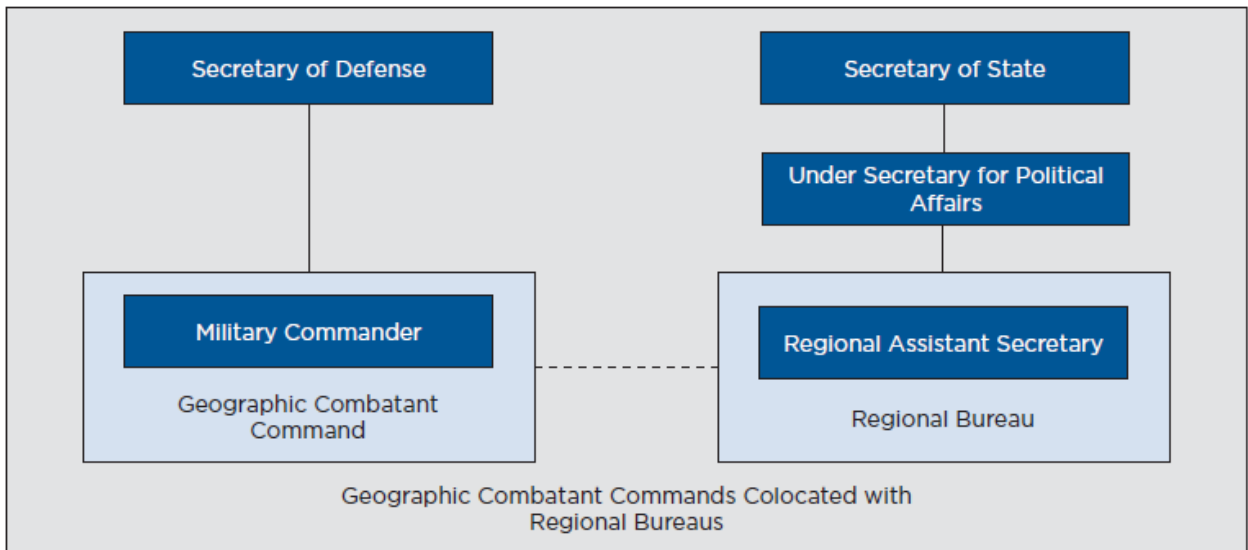 Secretary of Defense
Secretary of State
Under Secretary for Political
Affairs
Military Commander
Regional Assistant Secretary
Geographic Combatant
Command
Regional Bureau
Geographic Combatant Commands Colocated with
Regional Bureaus